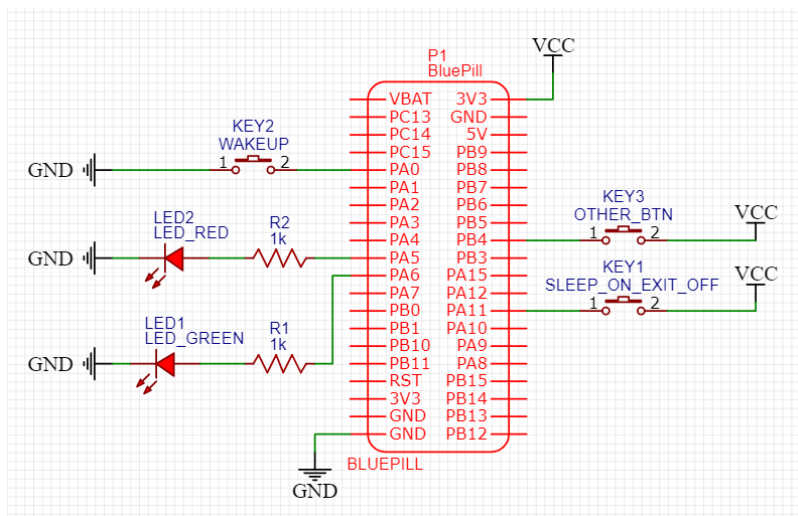 VCC
P1
BluePill
VBAT 3V3
PC13 GND
PC14 5V
PC15 PB9
PA0 PB8
PA1 PB7
PA2 PB6
PA3 PB5
PA4 PB4
PA5 PB3
PA6 PA15
PA7 PA12
PB0 PA11
PB1 PA10
PB10 PA9
PB11 PA8
RST PB15
3V3 PB14
GND PB13
GND PB12
BLUEPILL
GND
KEY2
WAKEUP
GND 1 2
LED2
LED_RED
R2
1k
GND
LED1
LED_GREEN
R1
1k
GND
KEY3
OTHER_BTN
1 2
VCC
KEY1
SLEEP_ON_EXIT_OFF
1 2
VCC